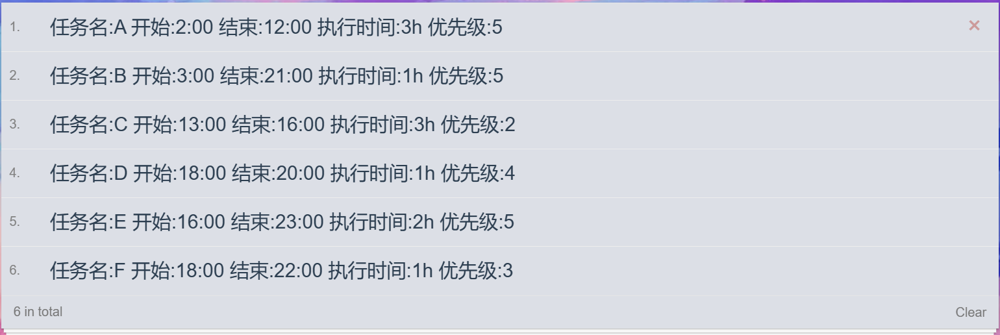 1. 任务名:A 开始:2:00 结束:12:00 执行时间:3h 优先级:5 ×
2. 任务名:B 开始:3:00 结束:21:00 执行时间:1h 优先级:5
3. 任务名:C 开始:13:00 结束:16:00 执行时间:3h 优先级:2
4. 任务名:D 开始:18:00 结束:20:00 执行时间:1h 优先级:4
5. 任务名:E 开始:16:00 结束:23:00 执行时间:2h 优先级:5
6. 任务名:F 开始:18:00 结束:22:00 执行时间:1h 优先级:3
6 in total Clear